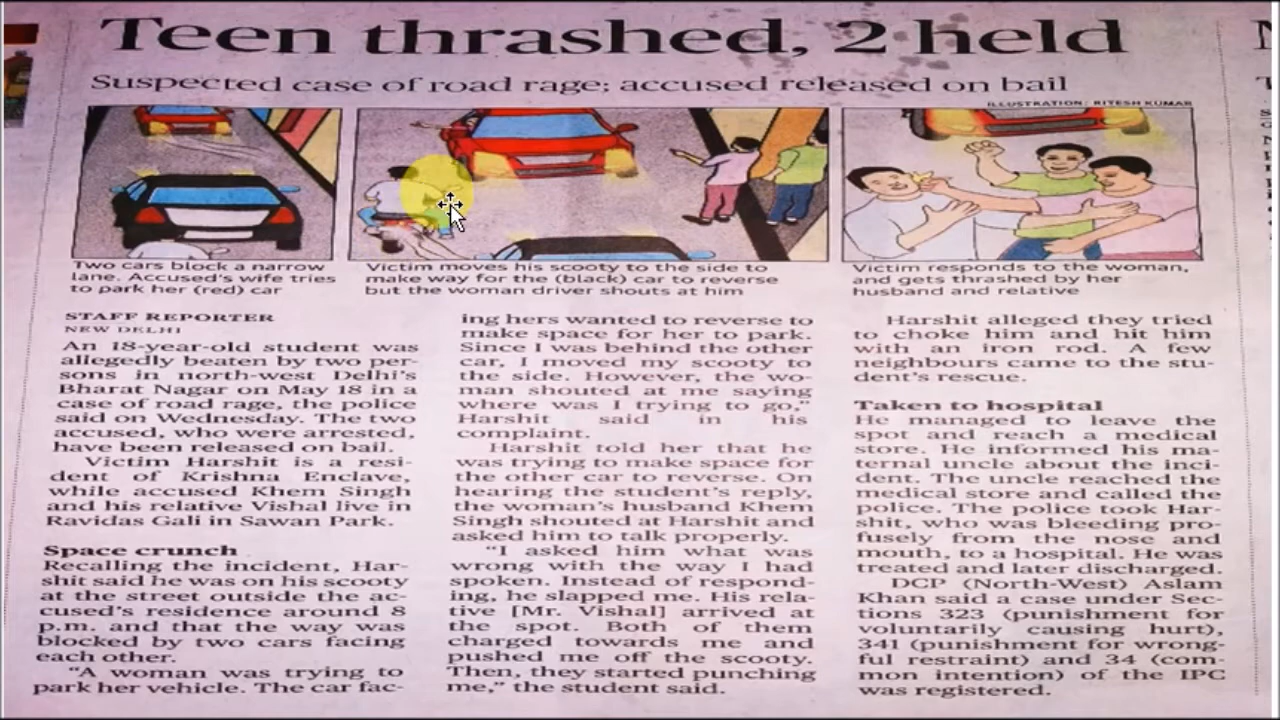 Teen thrashed, 2 held
Suspected case of road rage; accused released on bail
ILLUSTRATION: RITESH KUMAR
Two cars block a narrow
lane. Accused's wife tries
to park her (red) car
Victim moves his scooty to the side to
make way for the (black) car to reverse
but the woman driver shouts at him
Victim responds to the woman,
and gets thrashed by her
husband and relative
STAFF REPORTER
NEW DELHI
An 18-year-old student was
allegedly beaten by two per-
sons in north-west Delhi's
Bharat Nagar on May 18 in a
case of road rage, the police
said on Wednesday. The two
accused, who were arrested,
have been released on bail.
Victim Harshit is a resi-
dent of Krishna Enclave,
while accused Khem Singh
and his relative Vishal live in
Ravidas Gali in Sawan Park.
Space crunch
Recalling the incident, Har-
shit said he was on his scooty
at the street outside the ac-
cused's residence around 8
p.m. and that the way was
blocked by two cars facing
each other.
"A woman was trying to
park her vehicle. The car fac-
ing hers wanted to reverse to
make space for her to park.
Since I was behind the other
car, I moved my scooty to
the side. However, the wo-
man shouted at me saying
where was I trying to go,"
Harshit said in his
complaint.
Harshit told her that he
was trying to make space for
the other car to reverse. On
hearing the student's reply,
the woman's husband Khem
Singh shouted at Harshit and
asked him to talk properly.
"I asked him what was
wrong with the way I had
spoken. Instead of respond-
ing, he slapped me. His rela-
tive [Mr. Vishal] arrived at
the spot. Both of them
charged towards me and
pushed me off the scooty.
Then, they started punching
me," the student said.
Harshit alleged they tried
to choke him and hit him
with an iron rod. A few
neighbours came to the stu-
dent's rescue.
Taken to hospital
He managed to leave the
spot and reach a medical
store. He informed his ma-
ternal uncle about the inci-
dent. The uncle reached the
medical store and called the
police. The police took Har-
shit, who was bleeding pro-
fusely from the nose and
mouth, to a hospital. He was
treated and later discharged.
DCP (North-West) Aslam
Khan said a case under Sec-
tions 323 (punishment for
voluntarily causing hurt),
341 (punishment for wrong-
ful restraint) and 34 (com-
mon intention) of the IPC
was registered.